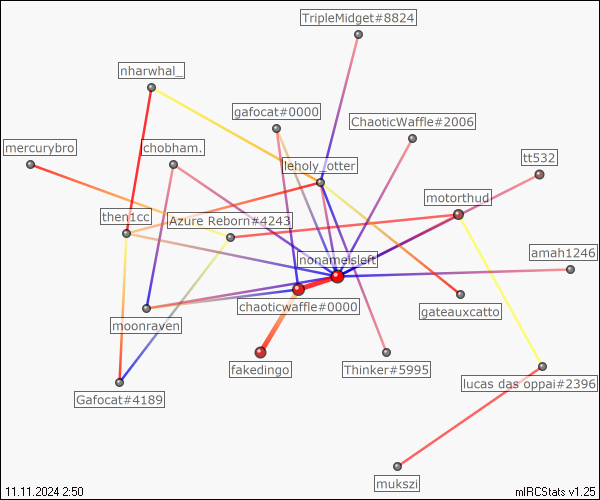 TripleMidget#8824
nharwhal_
gafocat#0000
ChaoticWaffle#2006
mercurybro
chobham.
leholy_otter
tt532
motorthud
then1cc
Azure Reborn#4243
nonameisleft
amah1246
chaoticwaffle#0000
gateauxcatto
moonraven
fakedingo
Thinker#5995
lucas das oppai#2396
Gafocat#4189
mukszi
11.11.2024 2:50
mIRCStats v1.25